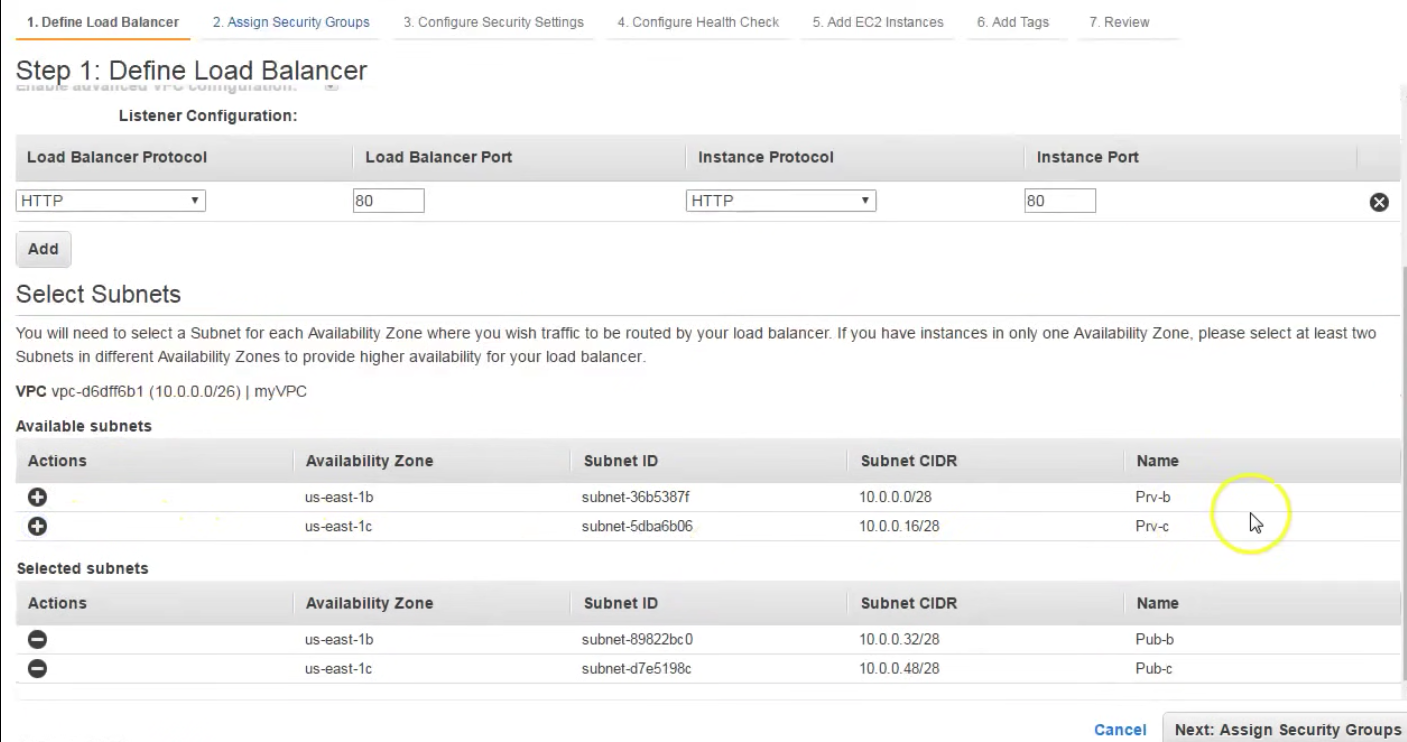 1. Define Load Balancer 2. Assign Security Groups 3. Configure Security Settings 4. Configure Health Check 5. Add EC2 Instances 6. Add Tags 7. Review
Step 1: Define Load Balancer
Enable advanced VPC configuration:
Listener Configuration:
Load Balancer Protocol Load Balancer Port Instance Protocol Instance Port
HTTP 80 HTTP 80
Add
Select Subnets
You will need to select a Subnet for each Availability Zone where you wish traffic to be routed by your load balancer. If you have instances in only one Availability Zone, please select at least two
Subnets in different Availability Zones to provide higher availability for your load balancer.
VPC vpc-d6dff6b1 (10.0.0.0/26) | myVPC
Available subnets
Actions Availability Zone Subnet ID Subnet CIDR Name
us-east-1b subnet-36b5387f 10.0.0.0/28 Prv-b
us-east-1c subnet-5dba6b06 10.0.0.16/28 Prv-c
Selected subnets
Actions Availability Zone Subnet ID Subnet CIDR Name
us-east-1b subnet-89822bc0 10.0.0.32/28 Pub-b
us-east-1c subnet-d7e5198c 10.0.0.48/28 Pub-c
Cancel Next: Assign Security Groups